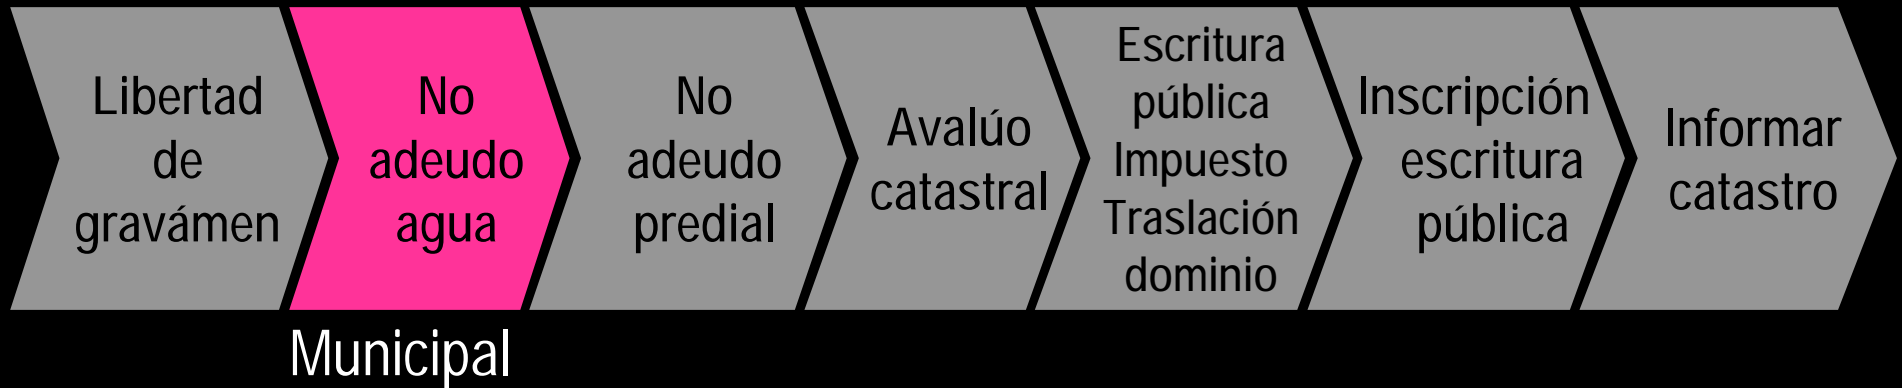 Libertad
de
gravámen
No
adeudo
agua
No
adeudo
predial
Avalúo
catastral
Escritura
pública
Impuesto
Traslación
dominio
Inscripción
escritura
pública
Informar
catastro
Municipal